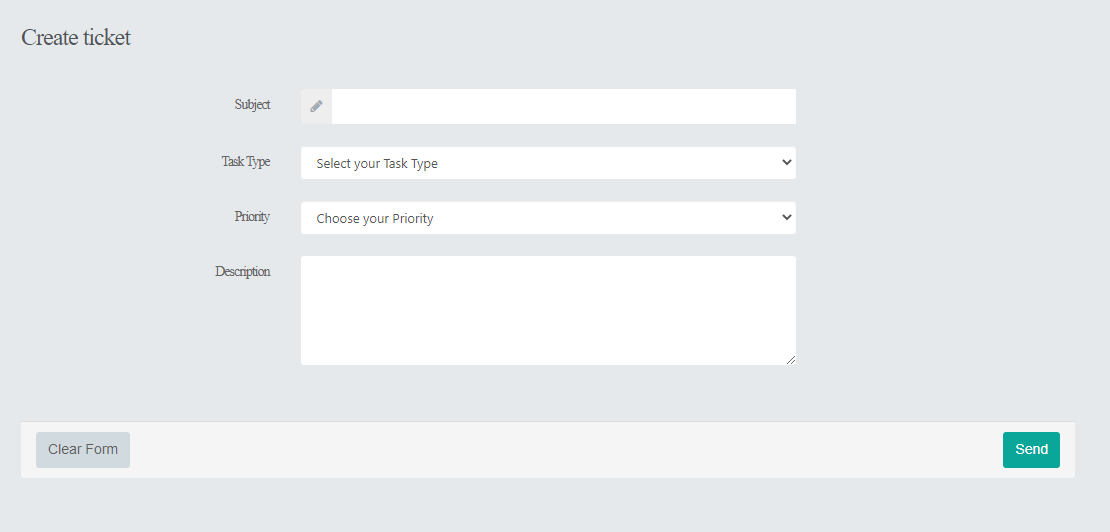 Create ticket
Subject
Task Type
Select your Task Type
Priority
Choose your Priority
Description
Clear Form
Send